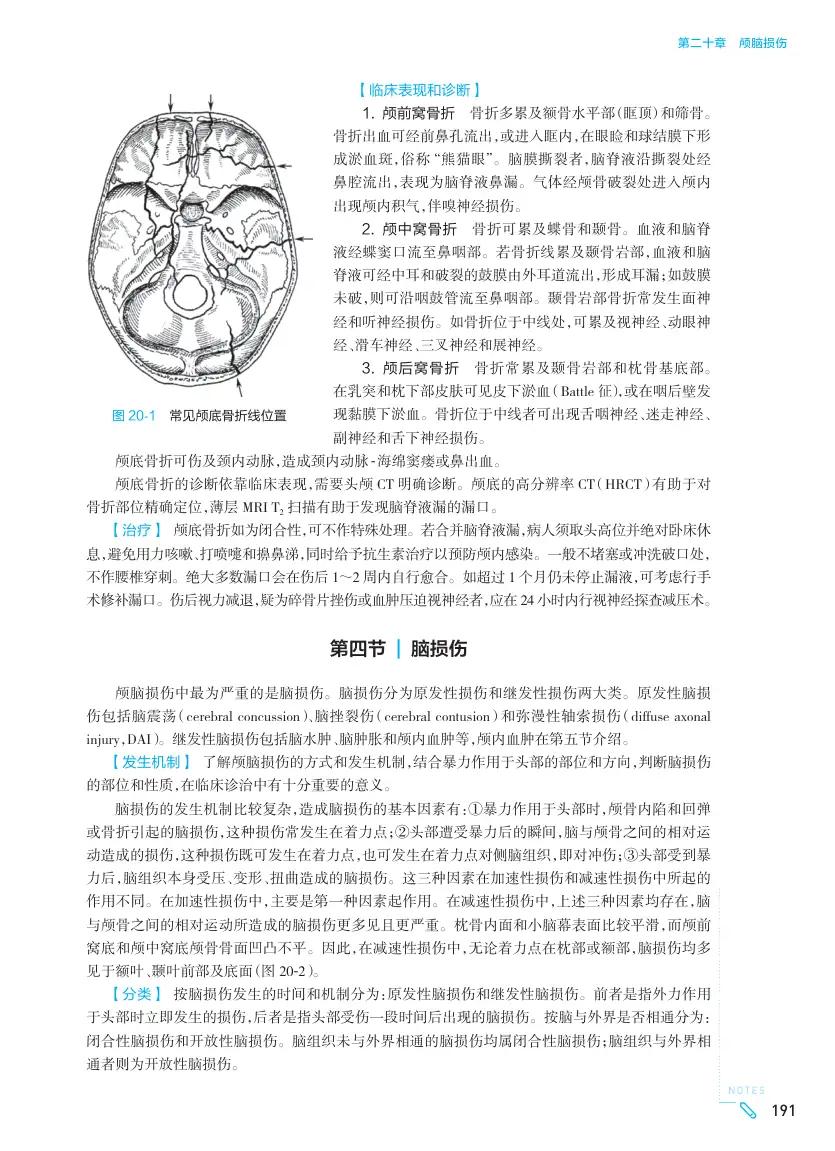 第二十章 颅脑损伤
【临床表现和诊断】
1. 颅前窝骨折 骨折多累及额骨水平部(眶顶)和筛骨。
骨折出血可经前鼻孔流出,或进入眶内,在眼睑和球结膜下形
成淤血斑,俗称“熊猫眼”。脑膜撕裂者,脑脊液沿撕裂处经
鼻腔流出,表现为脑脊液鼻漏。气体经颅骨破裂处进入颅内
出现颅内积气,伴嗅神经损伤。
2. 颅中窝骨折 骨折可累及蝶骨和颞骨。血液和脑脊
液经蝶窦口流至鼻咽部。若骨折线累及颞骨岩部,血液和脑
脊液可经中耳和破裂的鼓膜由外耳道流出,形成耳漏;如鼓膜
未破,则可沿咽鼓管流至鼻咽部。颞骨岩部骨折常发生面神
经和听神经损伤。如骨折位于中线处,可累及视神经、动眼神
经、滑车神经、三叉神经和展神经。
3. 颅后窝骨折 骨折常累及颞骨岩部和枕骨基底部。
在乳突和枕下部皮肤可见皮下淤血(Battle 征),或在咽后壁发
现黏膜下淤血。骨折位于中线者可出现舌咽神经、迷走神经、
副神经和舌下神经损伤。
图 20-1 常见颅底骨折线位置
颅底骨折可伤及颈内动脉,造成颈内动脉-海绵窦瘘或鼻出血。
颅底骨折的诊断依靠临床表现,需要头颅 CT 明确诊断。颅底的高分辨率 CT(HRCT)有助于对
骨折部位精确定位,薄层 MRI T₂ 扫描有助于发现脑脊液漏的漏口。
【治疗】 颅底骨折如为闭合性,可不作特殊处理。若合并脑脊液漏,病人须取头高位并绝对卧床休
息,避免用力咳嗽、打喷嚏和擤鼻涕,同时给予抗生素治疗以预防颅内感染。一般不堵塞或冲洗破口处,
不作腰椎穿刺。绝大多数漏口会在伤后 1～2 周内自行愈合。如超过 1 个月仍未停止漏液,可考虑行手
术修补漏口。伤后视力减退,疑为碎骨片挫伤或血肿压迫视神经者,应在 24 小时内行视神经探查减压术。
第四节 | 脑损伤
颅脑损伤中最为严重的是脑损伤。脑损伤分为原发性损伤和继发性损伤两大类。原发性脑损
伤包括脑震荡(cerebral concussion)、脑挫裂伤(cerebral contusion)和弥漫性轴索损伤(diffuse axonal
injury,DAI)。继发性脑损伤包括脑水肿、脑肿胀和颅内血肿等,颅内血肿在第五节介绍。
【发生机制】 了解颅脑损伤的方式和发生机制,结合暴力作用于头部的部位和方向,判断脑损伤
的部位和性质,在临床诊治中有十分重要的意义。
脑损伤的发生机制比较复杂,造成脑损伤的基本因素有:①暴力作用于头部时,颅骨内陷和回弹
或骨折引起的脑损伤,这种损伤常发生在着力点;②头部遭受暴力后的瞬间,脑与颅骨之间的相对运
动造成的损伤,这种损伤既可发生在着力点,也可发生在着力点对侧脑组织,即对冲伤;③头部受到暴
力后,脑组织本身受压、变形、扭曲造成的脑损伤。这三种因素在加速性损伤和减速性损伤中所起的
作用不同。在加速性损伤中,主要是第一种因素起作用。在减速性损伤中,上述三种因素均存在,脑
与颅骨之间的相对运动所造成的脑损伤更多见且更严重。枕骨内面和小脑幕表面比较平滑,而颅前
窝底和颅中窝底颅骨骨面凹凸不平。因此,在减速性损伤中,无论着力点在枕部或额部,脑损伤均多
见于额叶、颞叶前部及底面(图 20-2)。
【分类】 按脑损伤发生的时间和机制分为:原发性脑损伤和继发性脑损伤。前者是指外力作用
于头部时立即发生的损伤,后者是指头部受伤一段时间后出现的脑损伤。按脑与外界是否相通分为:
闭合性脑损伤和开放性脑损伤。脑组织未与外界相通的脑损伤均属闭合性脑损伤;脑组织与外界相
通者则为开放性脑损伤。
NOTES
191